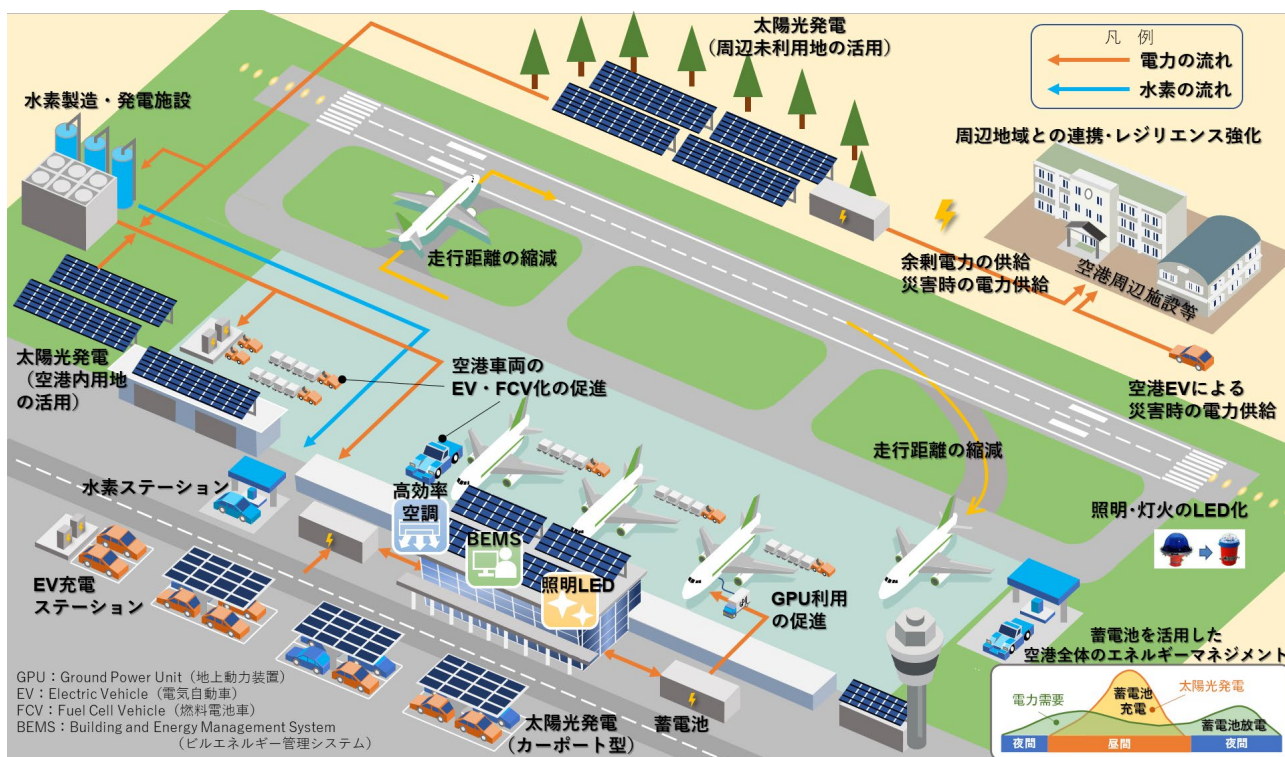 太陽光発電
(周辺未利用地の活用)
凡 例
電力の流れ
水素の流れ
水素製造・発電施設
周辺地域との連携・レジリエンス強化
走行距離の縮減
余剰電力の供給
災害時の電力供給
空港周辺施設等
太陽光発電
(空港内用地
の活用)
空港車両の
EV・FCV化の促進
空港EVによる
災害時の電力供給
走行距離の縮減
水素ステーション
高効率
空調
BEMS
照明LED
照明・灯火のLED化
EV充電
ステーション
GPU利用
の促進
蓄電池を活用した
空港全体のエネルギーマネジメント
電力需要
蓄電池
充電
太陽光発電
蓄電池放電
夜間
昼間
夜間
GPU:Ground Power Unit(地上動力装置)
EV:Electric Vehicle(電気自動車)
FCV:Fuel Cell Vehicle(燃料電池車)
BEMS:Building and Energy Management System
(ビルエネルギー管理システム)
太陽光発電
(カーポート型)
蓄電池